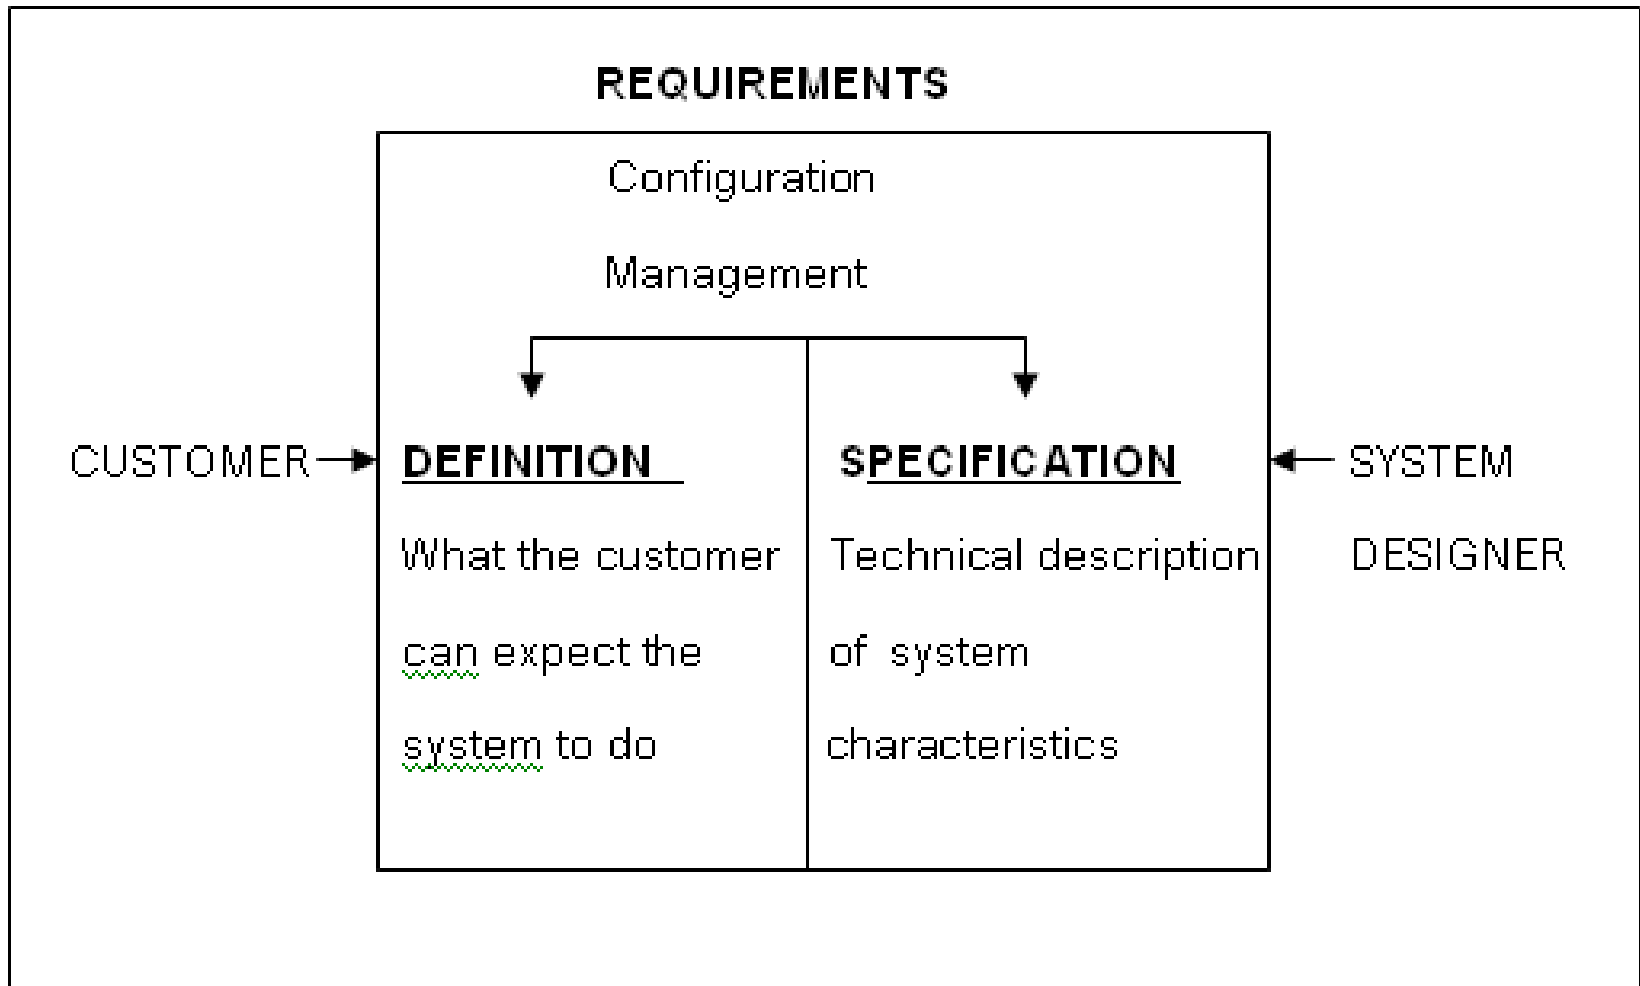 REQUIREMENTS
Configuration
Management
CUSTOMER
DEFINITION
What the customer
can expect the
system to do
SPECIFICATION
Technical description
of system
characteristics
SYSTEM
DESIGNER